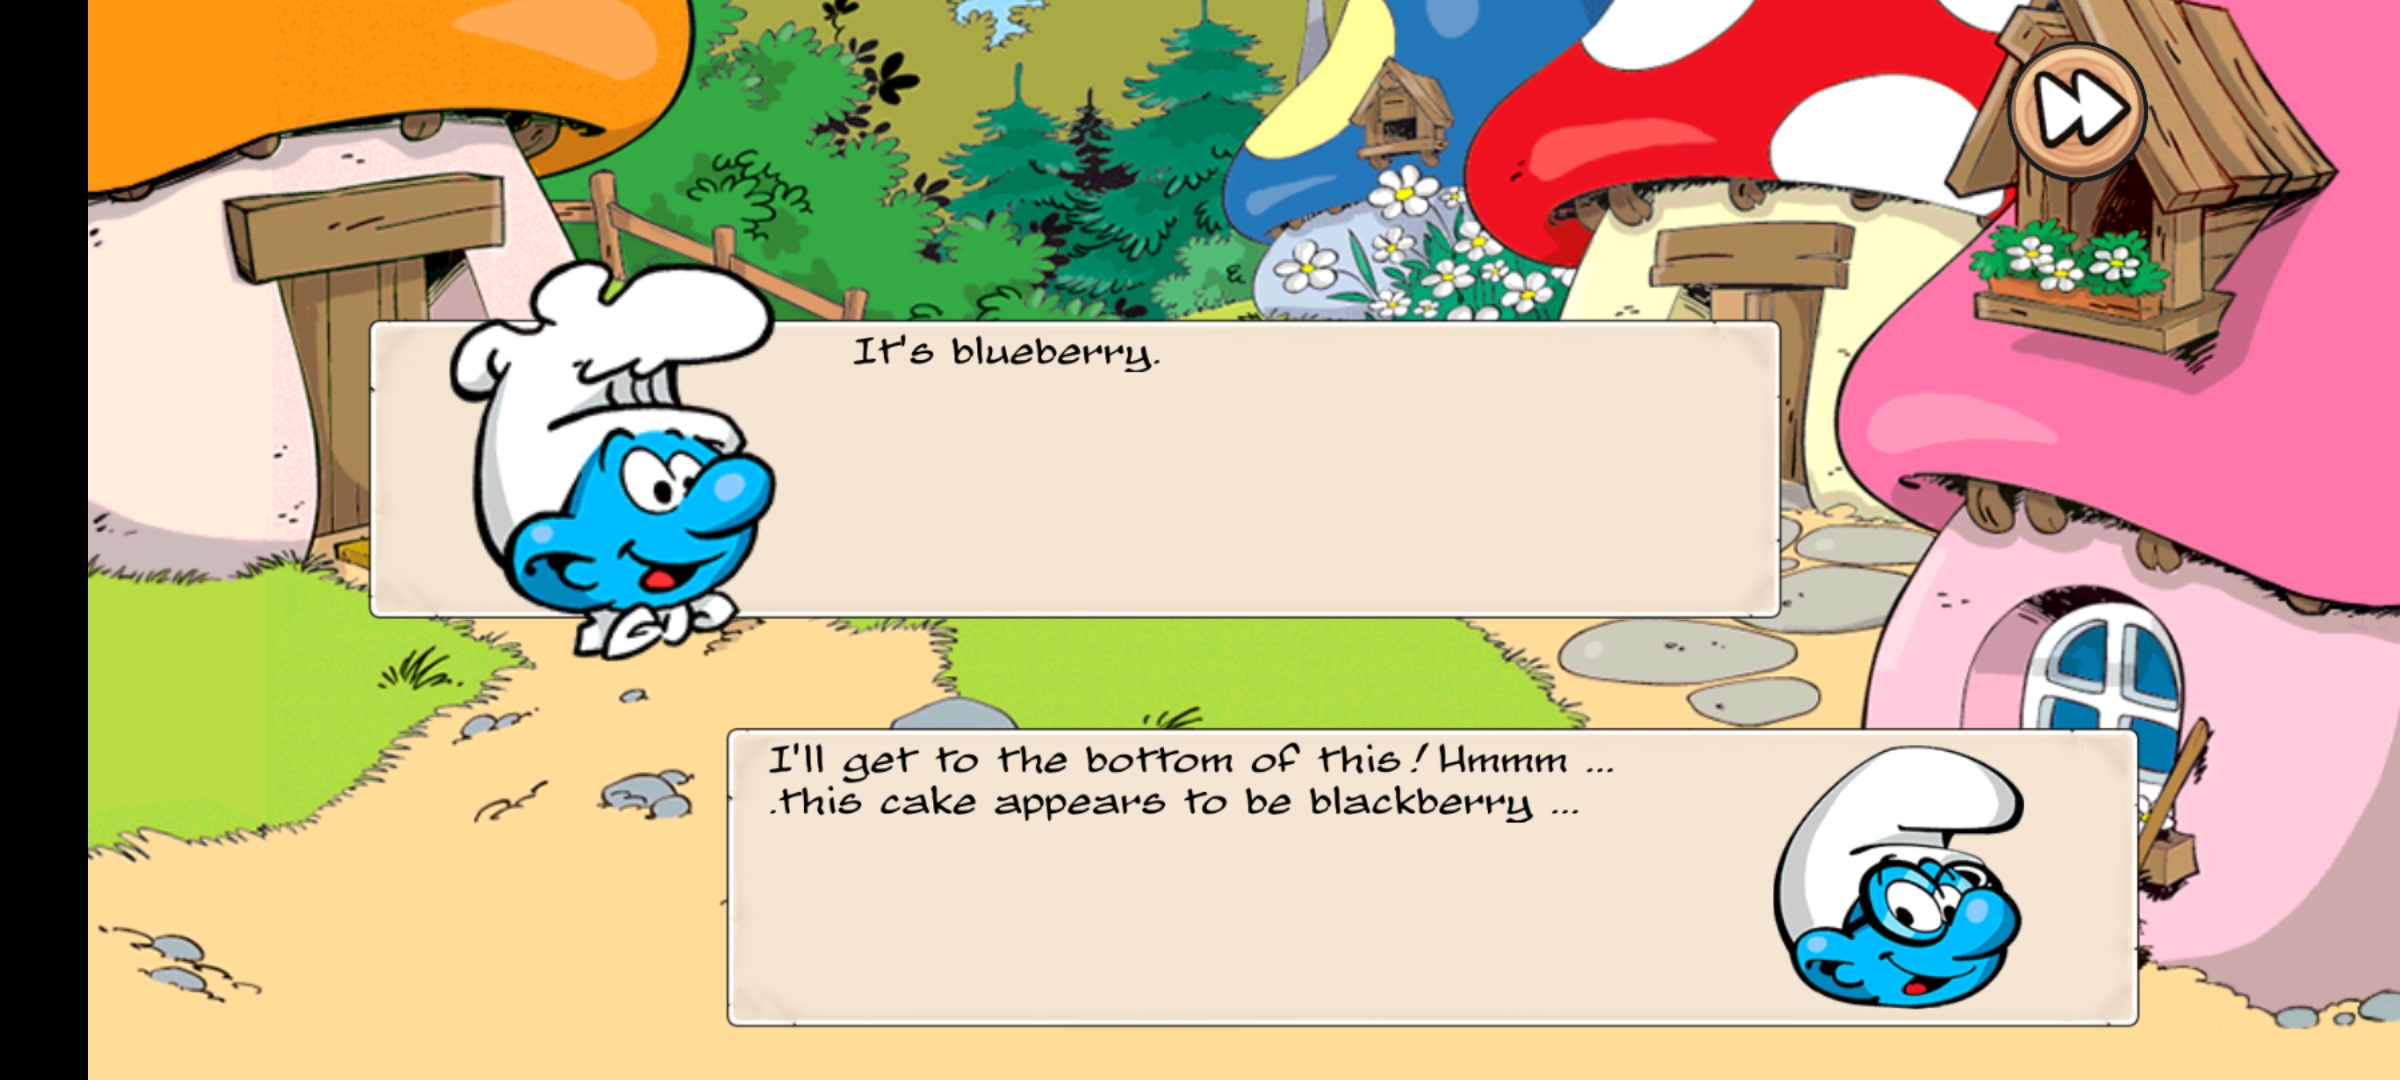 It's blueberry.
I'll get to the bottom of this! Hmmm ...
.this cake appears to be blackberry ...